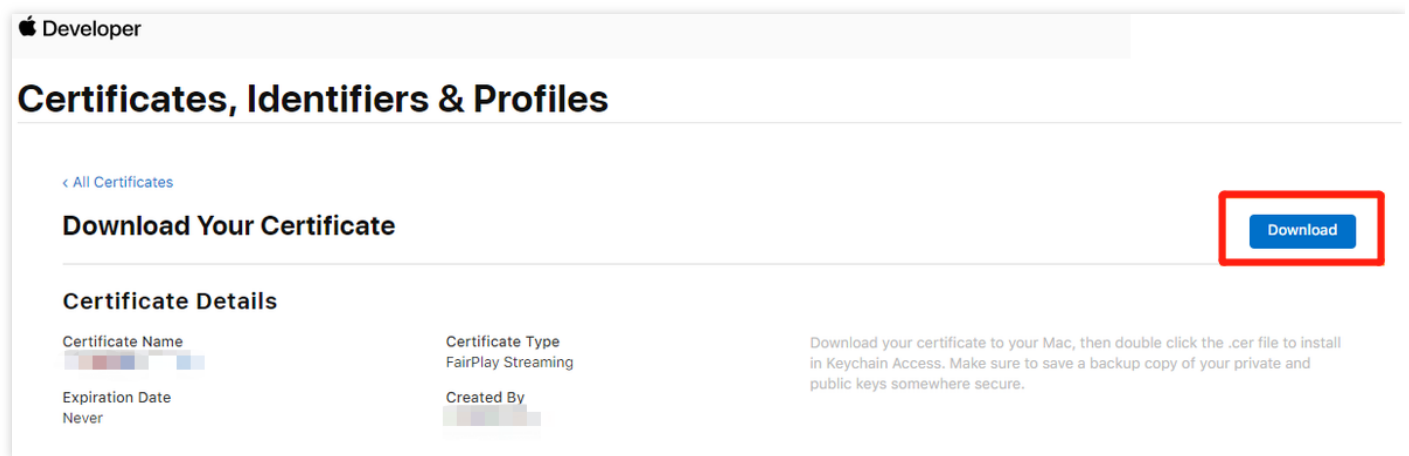 Developer
Certificates, Identifiers & Profiles
< All Certificates
Download Your Certificate
Download
Certificate Details
Certificate Name
Certificate Type
FairPlay Streaming
Download your certificate to your Mac, then double click the .cer file to install
in Keychain Access. Make sure to save a backup copy of your private and
public keys somewhere secure.
Expiration Date
Never
Created By